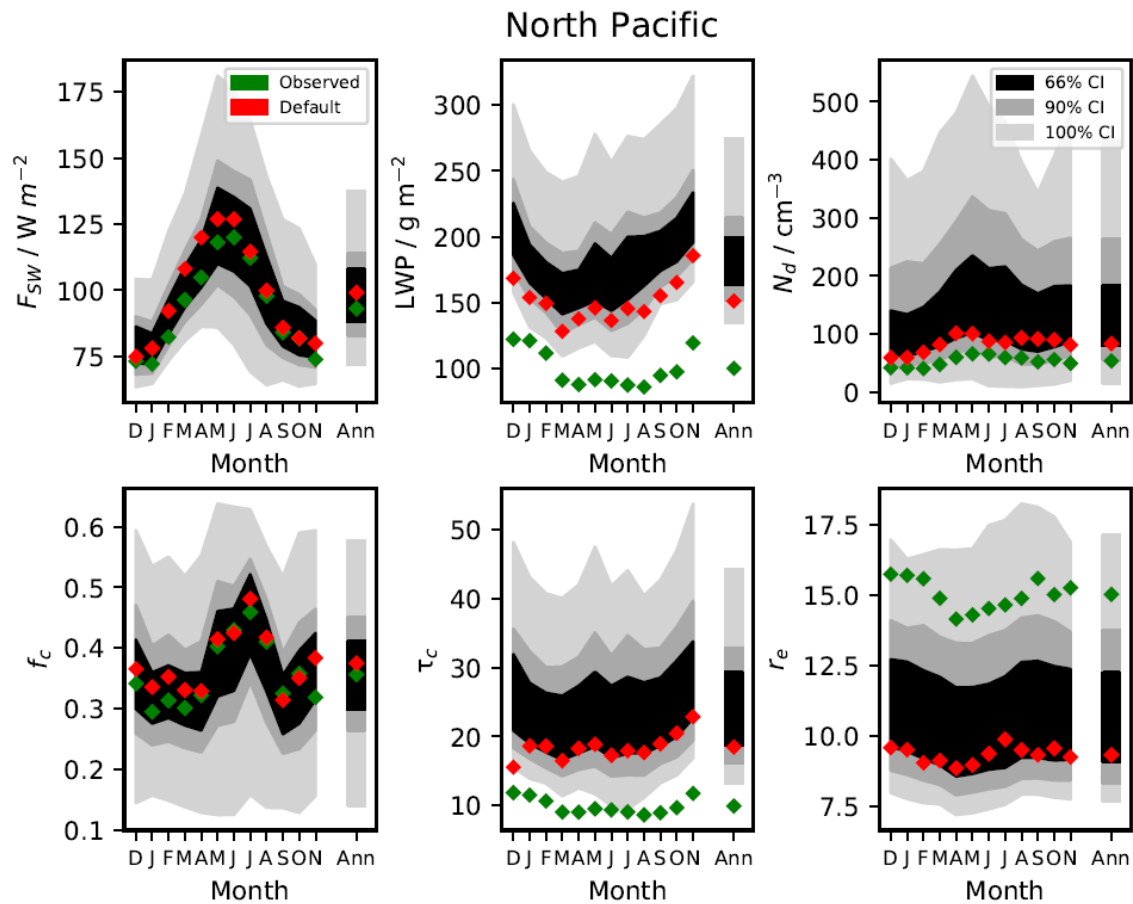 North Pacific
F_SW / W m⁻²
175
150
125
100
75
Observed
Default
D J F M A M J J A S O N Ann
Month
LWP / g m⁻²
300
250
200
150
100
D J F M A M J J A S O N Ann
Month
N_d / cm⁻³
500
400
300
200
100
0
66% CI
90% CI
100% CI
D J F M A M J J A S O N Ann
Month
f_c
0.6
0.5
0.4
0.3
0.2
0.1
D J F M A M J J A S O N Ann
Month
τ_c
50
40
30
20
10
D J F M A M J J A S O N Ann
Month
r_e
17.5
15.0
12.5
10.0
7.5
D J F M A M J J A S O N Ann
Month